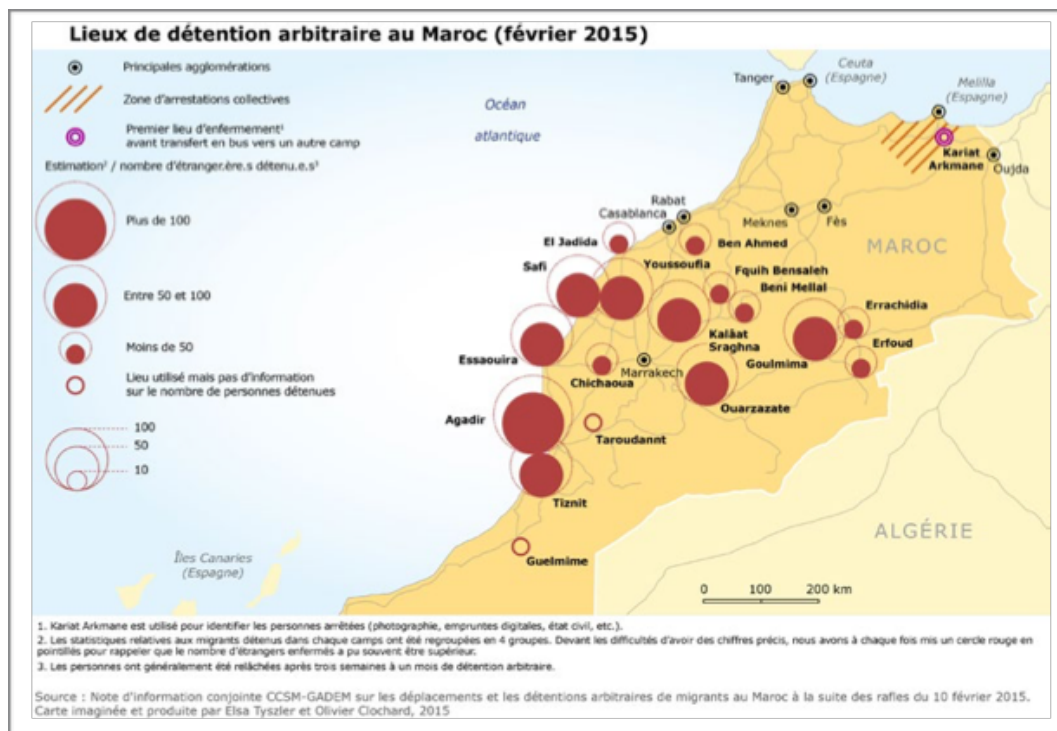 Lieux de détention arbitraire au Maroc (février 2015)
Principales agglomérations
Zone d'arrestations collectives
Premier lieu d'enfermement¹
avant transfert en bus vers un autre camp
Estimation² / nombre d'étranger.ère.s détenu.e.s³
Plus de 100
Entre 50 et 100
Moins de 50
Lieu utilisé mais pas d'information
sur le nombre de personnes détenues
100
50
10
Océan
atlantique
Tanger
Ceuta
(Espagne)
Melilla
(Espagne)
Kariat
Arkmane
Oujda
Rabat
Casablanca
Meknes
Fès
MAROC
El Jadida
Ben Ahmed
Safi
Youssoufia
Fquih Bensaleh
Beni Mellal
Errachidia
Essaouira
Kalâat
Sraghna
Goulmima
Erfoud
Chichaoua
Marrakech
Ouarzazate
Agadir
Taroudannt
Tiznit
Guelmime
ALGÉRIE
Îles Canaries
(Espagne)
0 100 200 km
1. Kariat Arkmane est utilisé pour identifier les personnes arrêtées (photographie, empruntes digitales, état civil, etc.).
2. Les statistiques relatives aux migrants détenus dans chaque camps ont été regroupées en 4 groupes. Devant les difficultés d'avoir des chiffres précis, nous avons à chaque fois mis un cercle rouge en
pointillés pour rappeler que le nombre d'étrangers enfermés a pu souvent être supérieur.
3. Les personnes ont généralement été relâchées après trois semaines à un mois de détention arbitraire.
Source : Note d'information conjointe CCSM-GADEM sur les déplacements et les détentions arbitraires de migrants au Maroc à la suite des rafles du 10 février 2015.
Carte imaginée et produite par Elsa Tyszler et Olivier Clochard, 2015